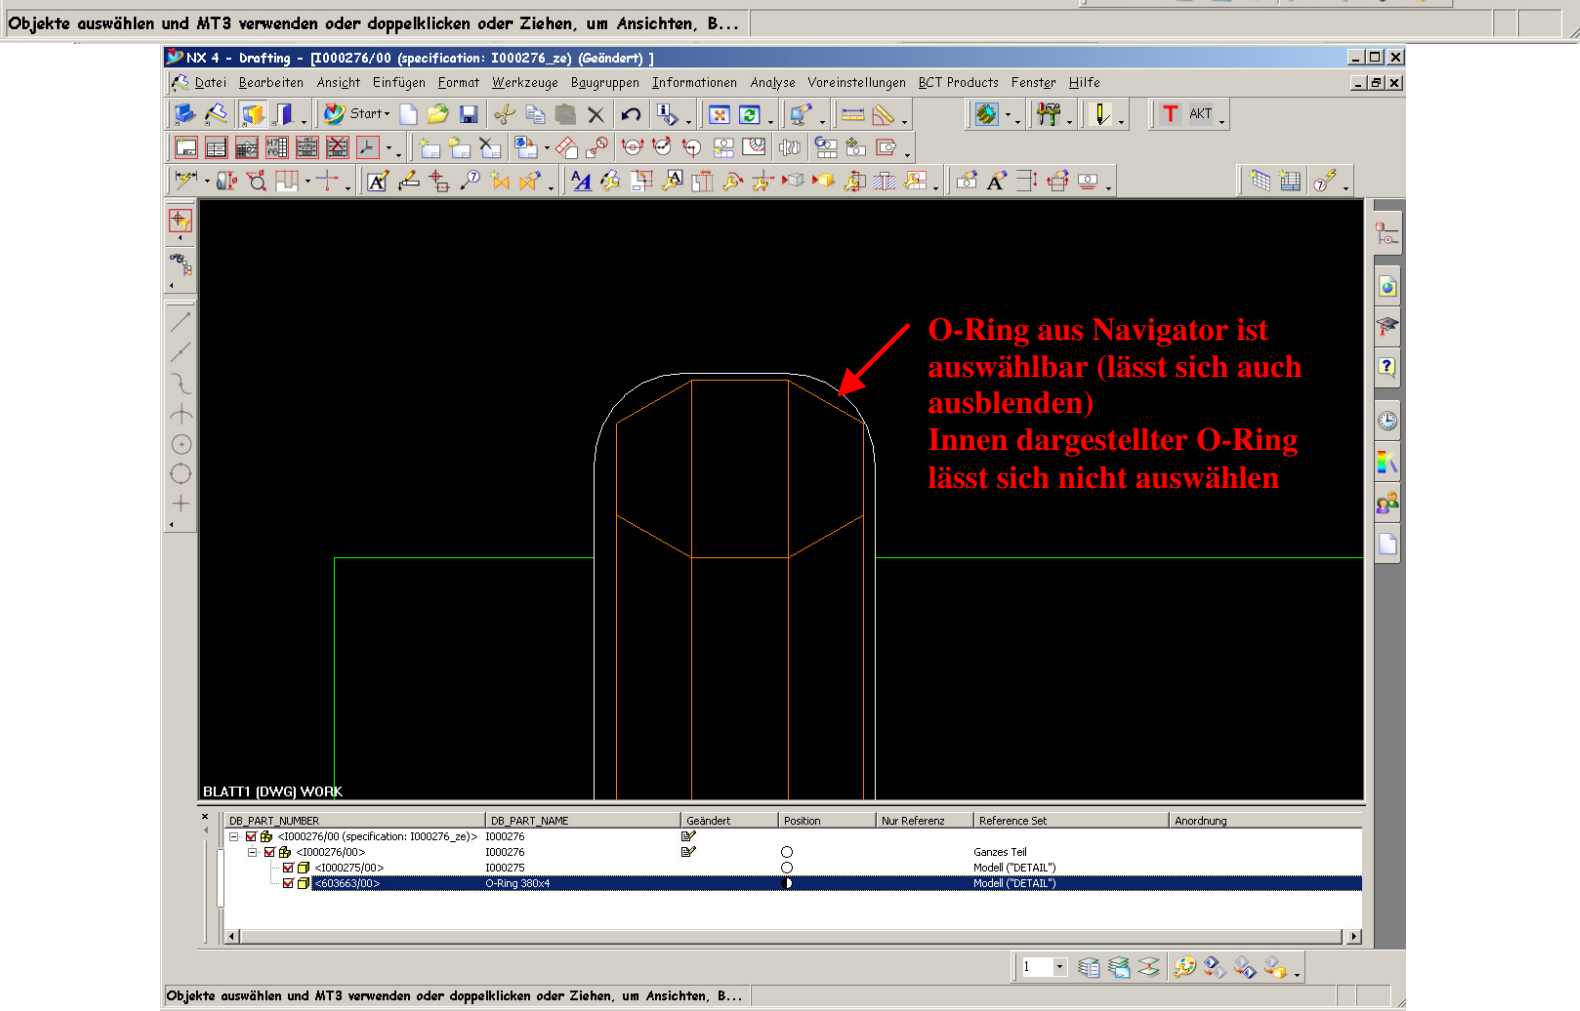 Objekte auswählen und MT3 verwenden oder doppelklicken oder Ziehen, um Ansichten, B...
NX 4 - Drafting - [I000276/00 (specification: I000276_ze) (Geändert) ]
Datei Bearbeiten Ansicht Einfügen Format Werkzeuge Baugruppen Informationen Analyse Voreinstellungen BCT Products Fenster Hilfe
Start
T AKT
O-Ring aus Navigator ist
auswählbar (lässt sich auch
ausblenden)
Innen dargestellter O-Ring
lässt sich nicht auswählen
BLATT1 (DWG) WORK
DB_PART_NUMBER DB_PART_NAME Geändert Position Nur Referenz Reference Set Anordnung
<I000276/00 (specification: I000276_ze)> I000276
<I000276/00> I000276 Ganzes Teil
<I000275/00> I000275 Modell ("DETAIL")
<603663/00> O-Ring 380x4 Modell ("DETAIL")
1
Objekte auswählen und MT3 verwenden oder doppelklicken oder Ziehen, um Ansichten, B...